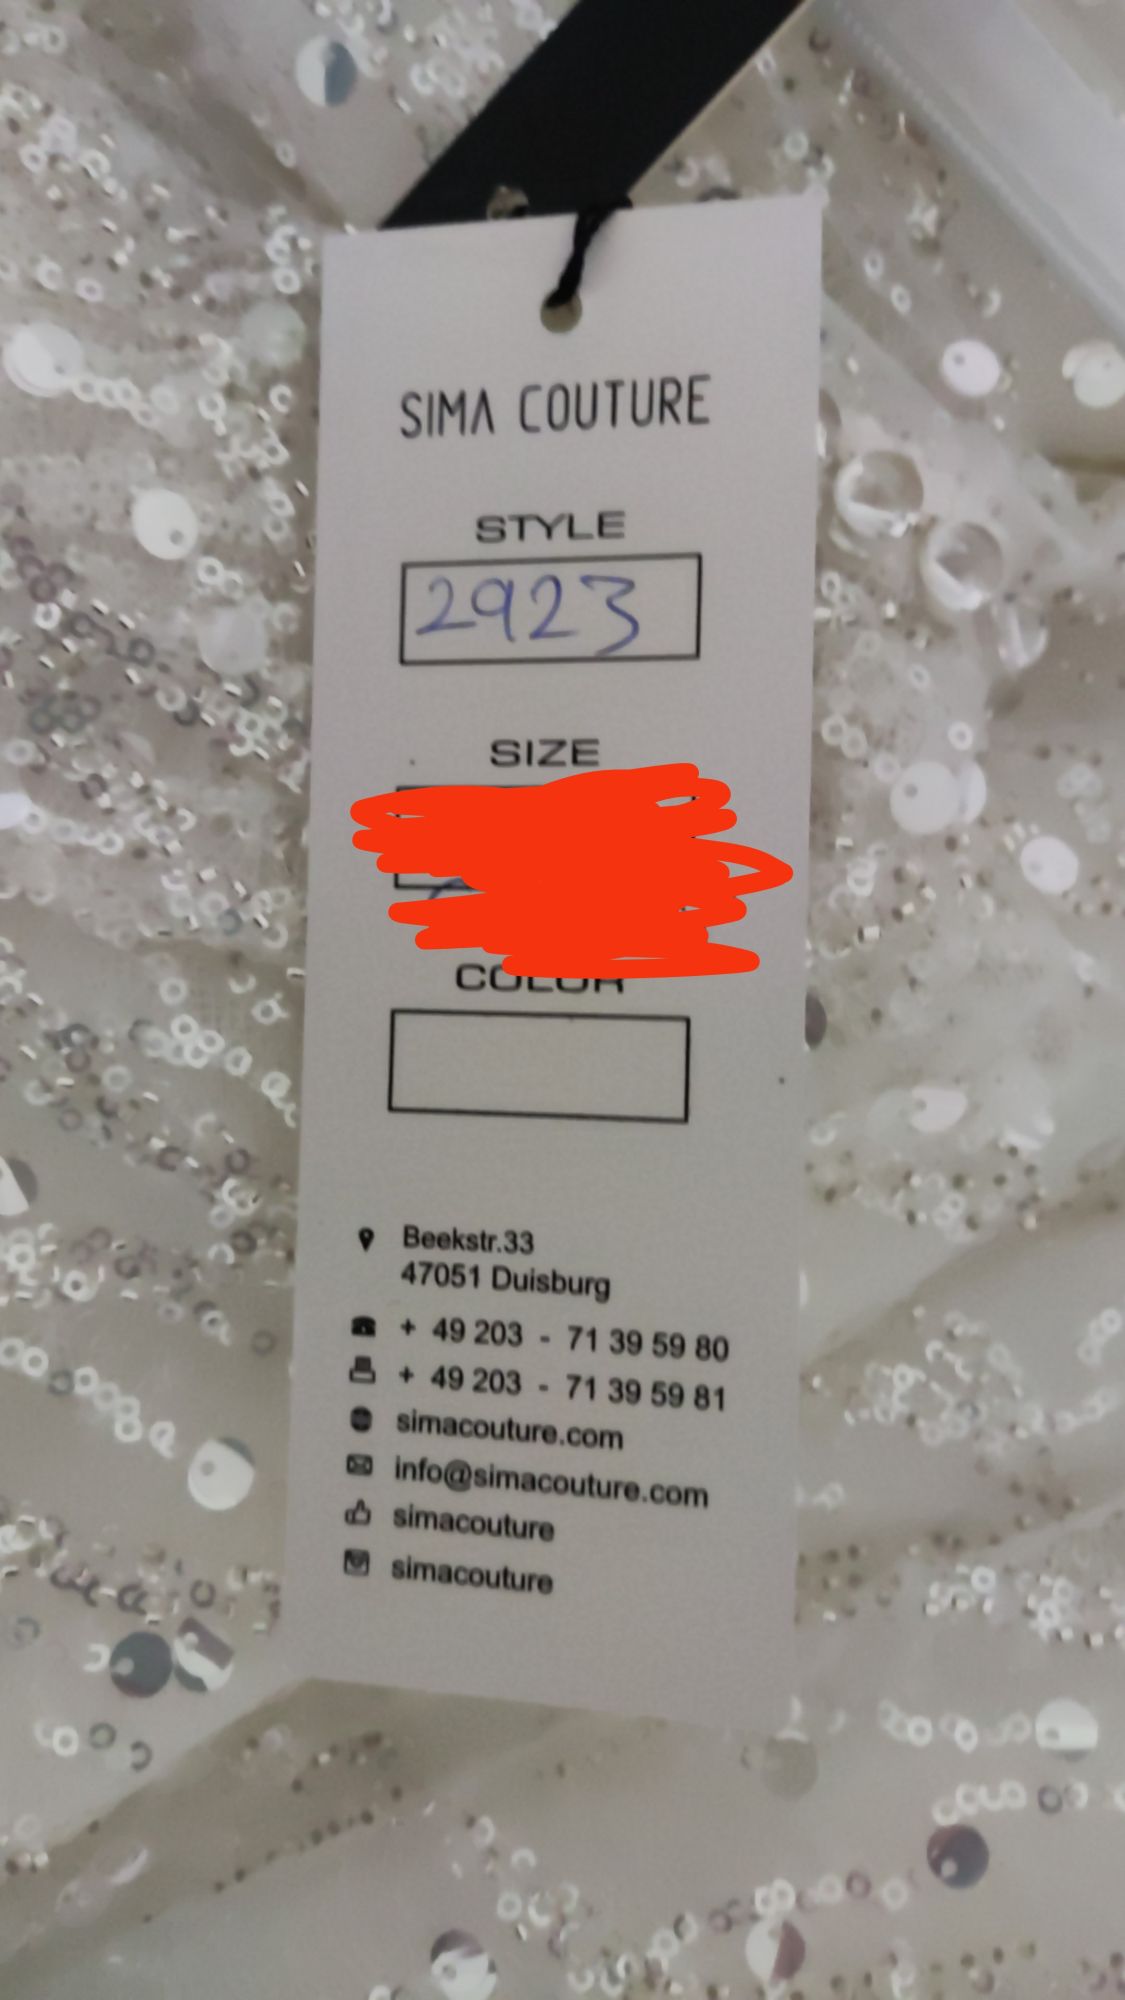 SIMA COUTURE
STYLE
2923
SIZE
COLOR
Beekstr.33
47051 Duisburg
+ 49 203 - 71 39 59 80
+ 49 203 - 71 39 59 81
simacouture.com
info@simacouture.com
simacouture
simacouture